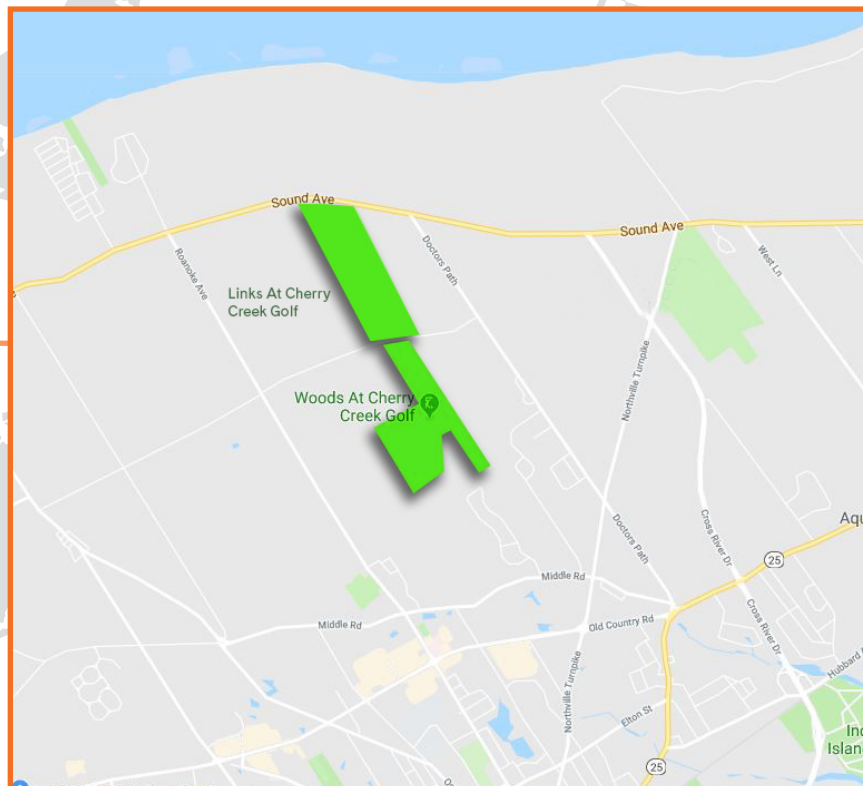 Sound Ave
Sound Ave
Roanoke Ave
Doctors Path
West Ln
Links At Cherry
Creek Golf
Northville Turnpike
Woods At Cherry
Creek Golf
Doctors Path
Cross River Dr
Aqu
25
Middle Rd
Middle Rd
Old Country Rd
Cross River Dr
Hubbard
Northville Turnpike
Elton St
Island
25